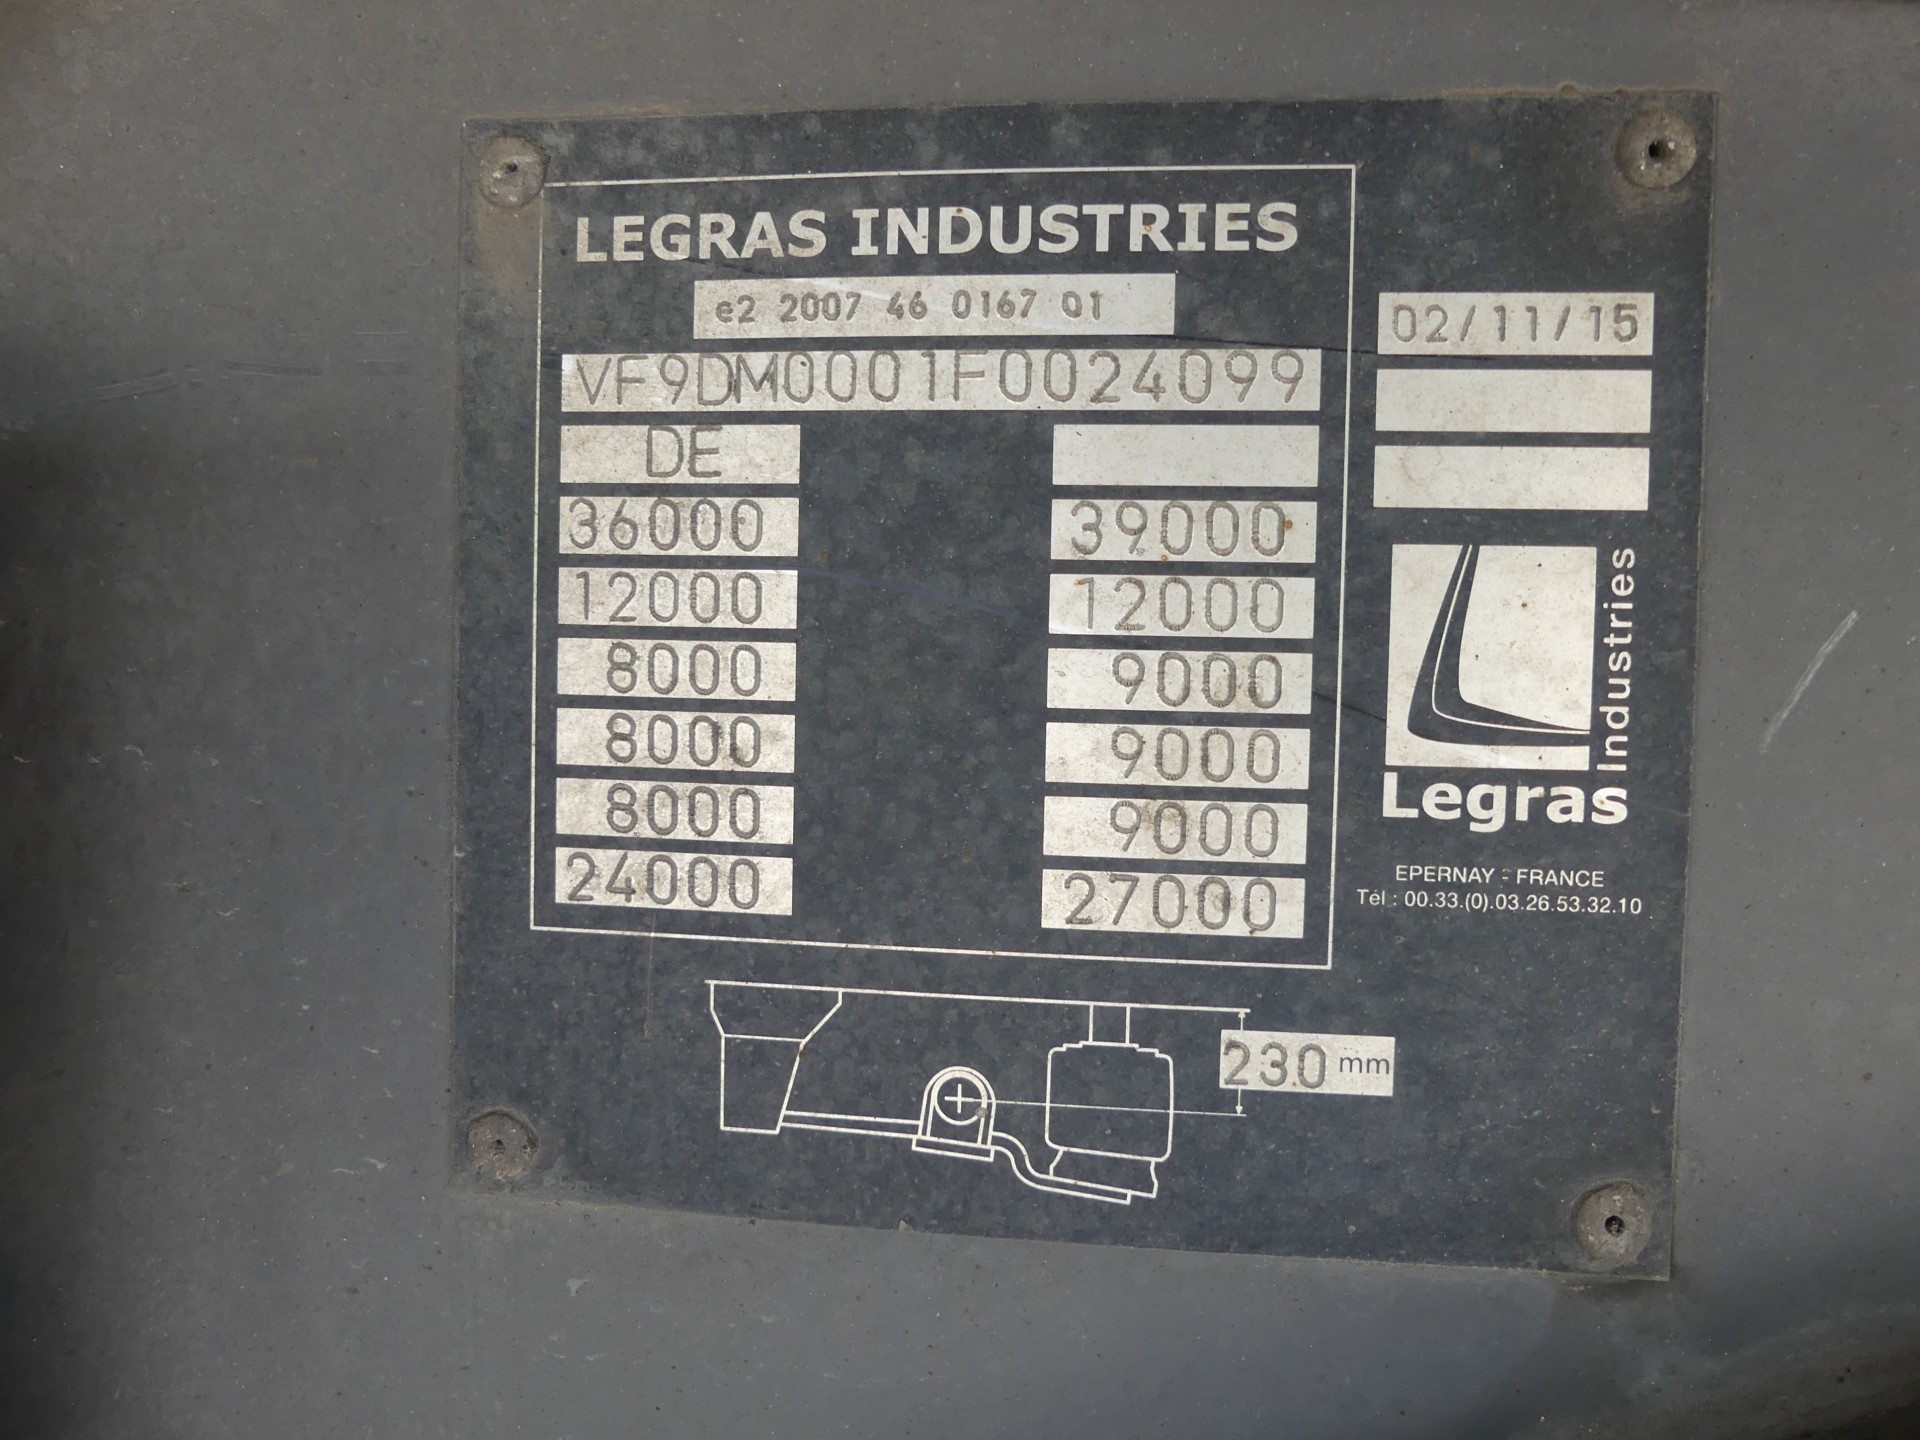 LEGRAS INDUSTRIES
e2 2007 46 0167 01
VF9DM0001F0024099
DE
36000 39000
12000 12000
8000 9000
8000 9000
8000 9000
24000 27000
02/11/15
Industries
Legras
EPERNAY - FRANCE
Tél : 00.33.(0).03.26.53.32.10
230 mm